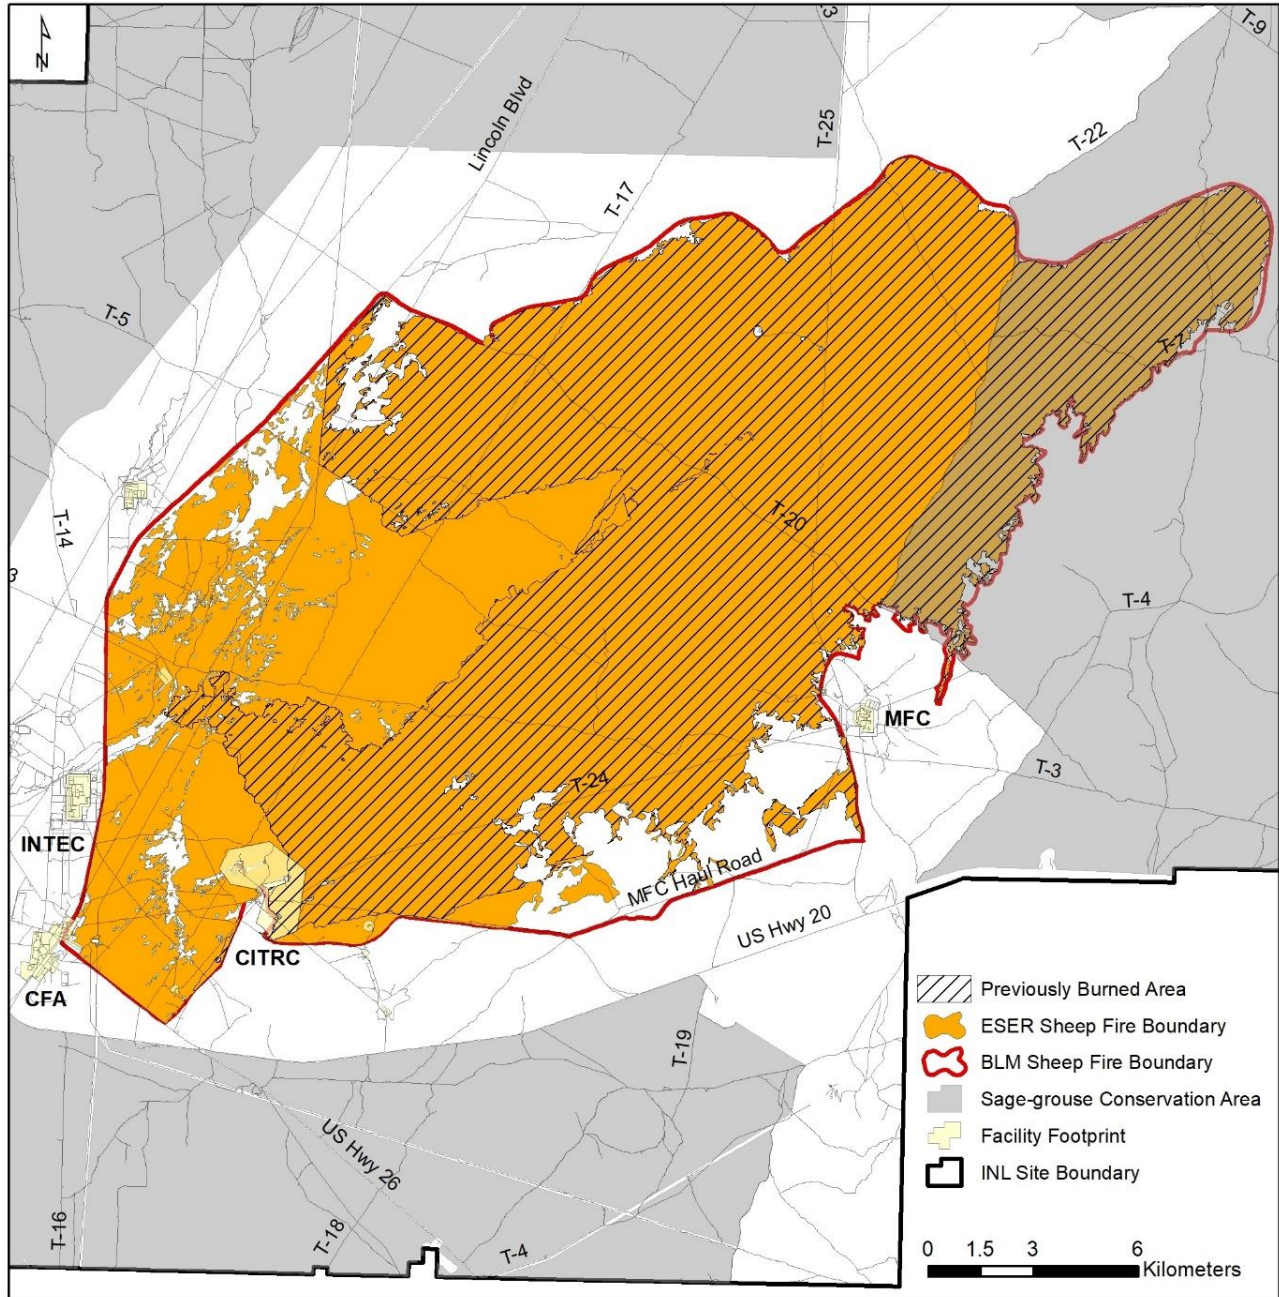 N
3
T-9
Lincoln Blvd
T-25
T-22
T-17
T-5
T-7
T-14
T-20
3
T-4
MFC
T-3
T-24
INTEC
MFC Haul Road
US Hwy 20
CITRC
CFA
Previously Burned Area
ESER Sheep Fire Boundary
T-19
BLM Sheep Fire Boundary
Sage-grouse Conservation Area
Facility Footprint
US Hwy 26
INL Site Boundary
T-16
T-18
T-4
0 1.5 3 6
Kilometers